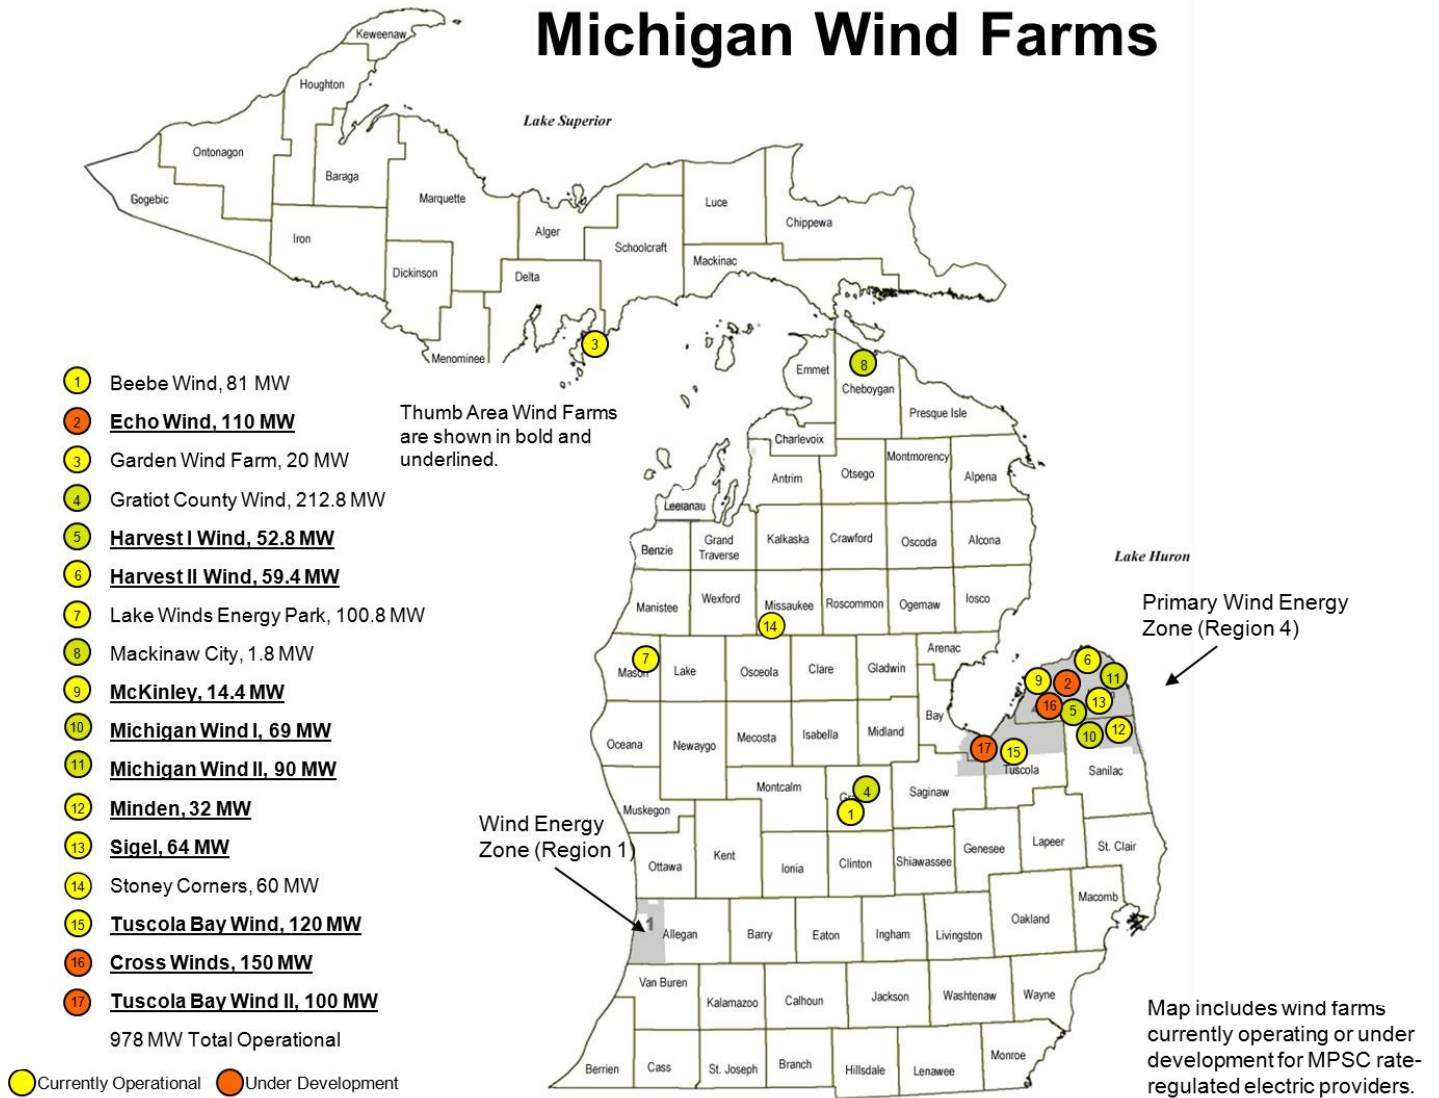 Michigan Wind Farms
Keweenaw
Houghton
Lake Superior
Ontonagon
Baraga
Gogebic
Marquette
Luce
Chippewa
Iron
Alger
Schoolcraft
Mackinac
Dickinson
Delta
Menominee
3
8
Emmet
Cheboygan
Presque Isle
Charlevoix
Montmorency
Antrim
Otsego
Alpena
Leelanau
Benzie
Grand
Traverse
Kalkaska
Crawford
Oscoda
Alcona
Lake Huron
Manistee
Wexford
Missaukee
Roscommon
Ogemaw
Iosco
14
Primary Wind Energy
Zone (Region 4)
7
Mason
Lake
Osceola
Clare
Gladwin
Arenac
6
9
2
11
16
5
13
10
12
17
15
Bay
Oceana
Newaygo
Mecosta
Isabella
Midland
Tuscola
Sanilac
Montcalm
4
1
Saginaw
Muskegon
Wind Energy
Zone (Region 1)
Ottawa
Kent
Ionia
Clinton
Shiawassee
Genesee
Lapeer
St. Clair
1
Allegan
Barry
Eaton
Ingham
Livingston
Oakland
Macomb
Van Buren
Kalamazoo
Calhoun
Jackson
Washtenaw
Wayne
Berrien
Cass
St. Joseph
Branch
Hillsdale
Lenawee
Monroe
Thumb Area Wind Farms
are shown in bold and
underlined.
1 Beebe Wind, 81 MW
2 Echo Wind, 110 MW
3 Garden Wind Farm, 20 MW
4 Gratiot County Wind, 212.8 MW
5 Harvest I Wind, 52.8 MW
6 Harvest II Wind, 59.4 MW
7 Lake Winds Energy Park, 100.8 MW
8 Mackinaw City, 1.8 MW
9 McKinley, 14.4 MW
10 Michigan Wind I, 69 MW
11 Michigan Wind II, 90 MW
12 Minden, 32 MW
13 Sigel, 64 MW
14 Stoney Corners, 60 MW
15 Tuscola Bay Wind, 120 MW
16 Cross Winds, 150 MW
17 Tuscola Bay Wind II, 100 MW
978 MW Total Operational
Currently Operational Under Development
Map includes wind farms
currently operating or under
development for MPSC rate-
regulated electric providers.